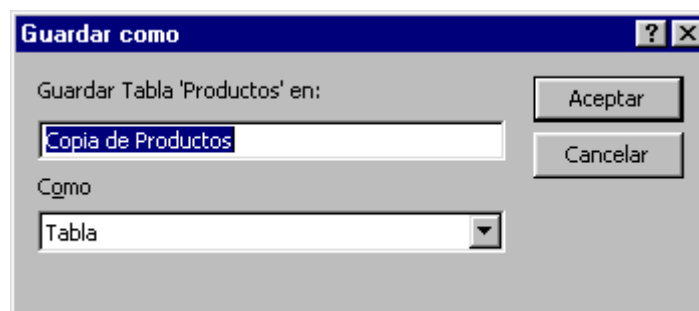 Guardar como
Guardar Tabla 'Productos' en:
Aceptar
Copia de Productos
Cancelar
Como
Tabla